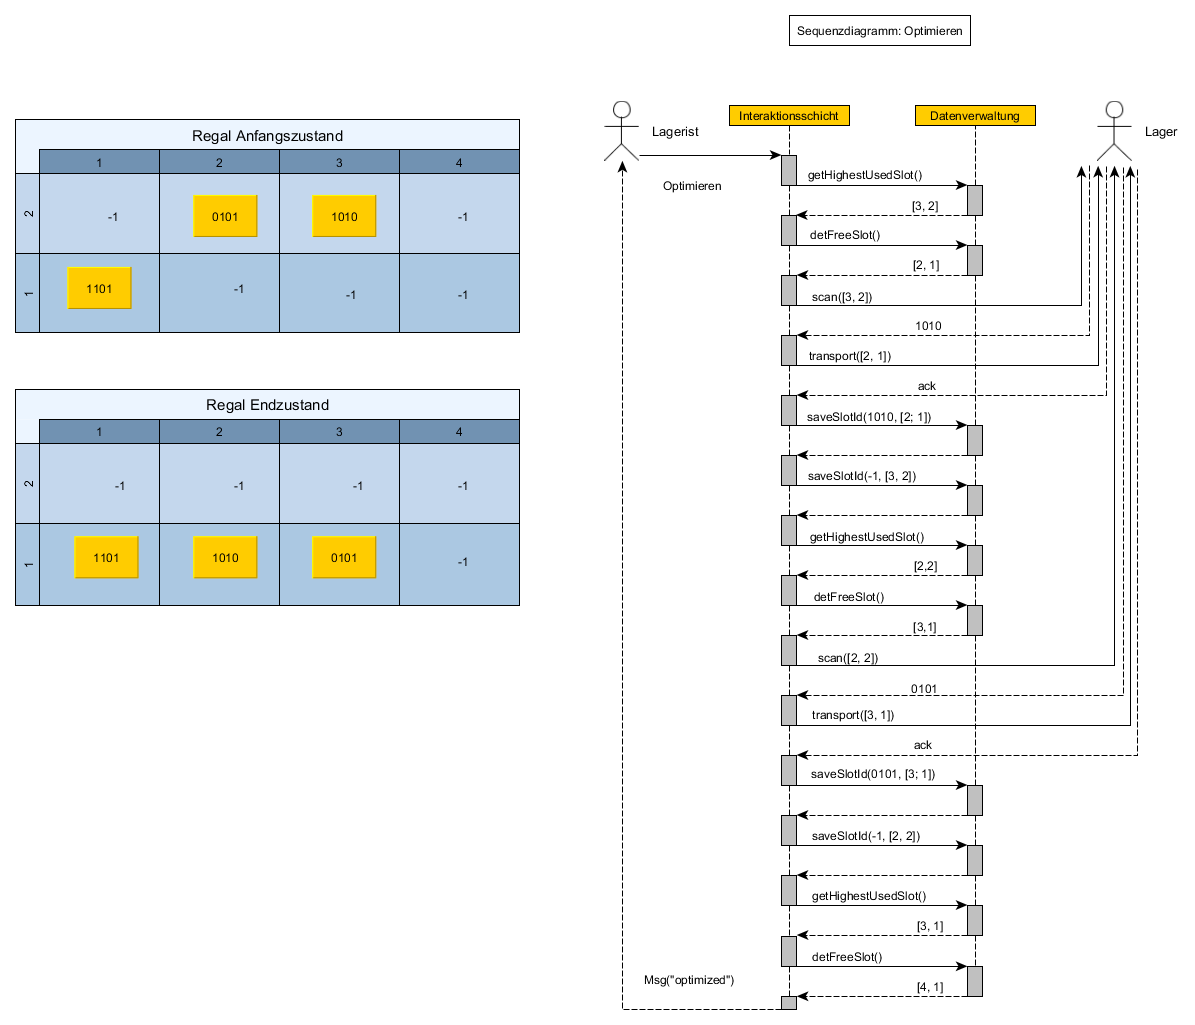 Sequenzdiagramm: Optimieren
Regal Anfangszustand
1 2 3 4
2 -1 0101 1010 -1
1 1101 -1 -1 -1
Regal Endzustand
1 2 3 4
2 -1 -1 -1 -1
1 1101 1010 0101 -1
Lagerist
Interaktionsschicht
Datenverwaltung
Lager
Optimieren
getHighestUsedSlot()
[3, 2]
detFreeSlot()
[2, 1]
scan([3, 2])
1010
transport([2, 1])
ack
saveSlotId(1010, [2; 1])
saveSlotId(-1, [3, 2])
getHighestUsedSlot()
[2,2]
detFreeSlot()
[3,1]
scan([2, 2])
0101
transport([3, 1])
ack
saveSlotId(0101, [3; 1])
saveSlotId(-1, [2, 2])
getHighestUsedSlot()
[3, 1]
detFreeSlot()
[4, 1]
Msg("optimized")